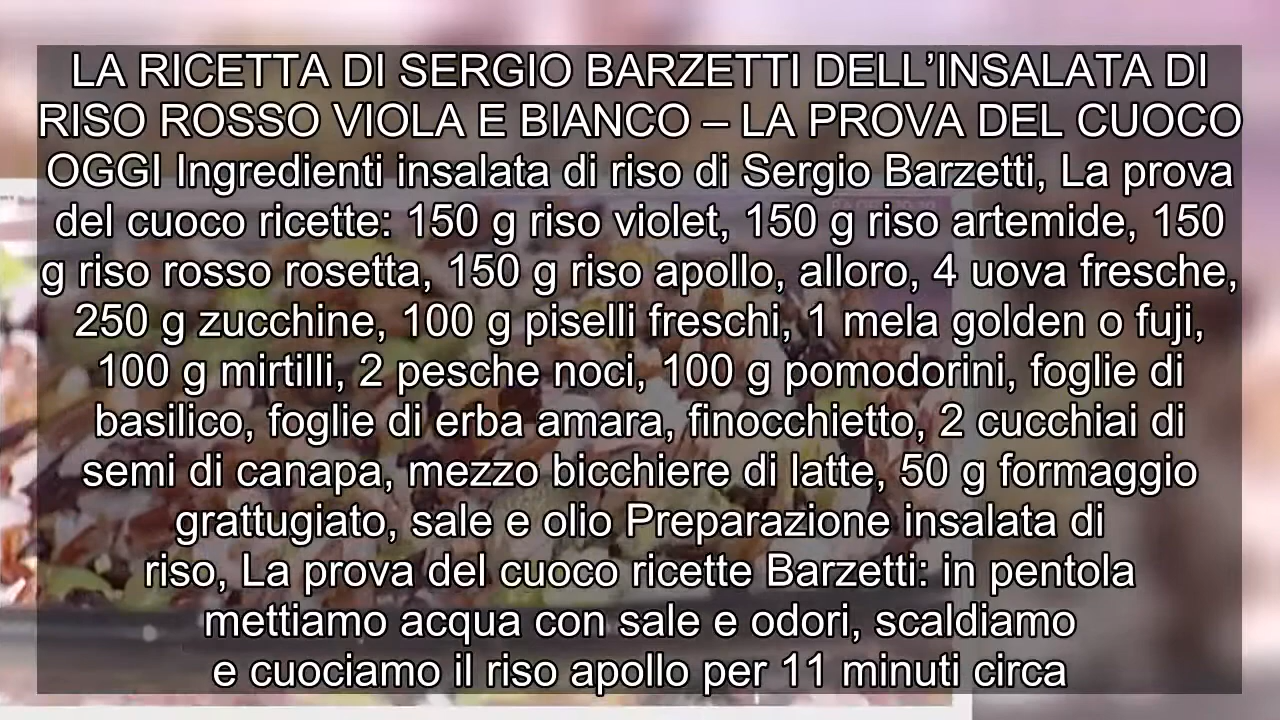 LA RICETTA DI SERGIO BARZETTI DELL’INSALATA DI
RISO ROSSO VIOLA E BIANCO – LA PROVA DEL CUOCO
OGGI Ingredienti insalata di riso di Sergio Barzetti, La prova
del cuoco ricette: 150 g riso violet, 150 g riso artemide, 150
g riso rosso rosetta, 150 g riso apollo, alloro, 4 uova fresche,
250 g zucchine, 100 g piselli freschi, 1 mela golden o fuji,
100 g mirtilli, 2 pesche noci, 100 g pomodorini, foglie di
basilico, foglie di erba amara, finocchietto, 2 cucchiai di
semi di canapa, mezzo bicchiere di latte, 50 g formaggio
grattugiato, sale e olio Preparazione insalata di
riso, La prova del cuoco ricette Barzetti: in pentola
mettiamo acqua con sale e odori, scaldiamo
e cuociamo il riso apollo per 11 minuti circa